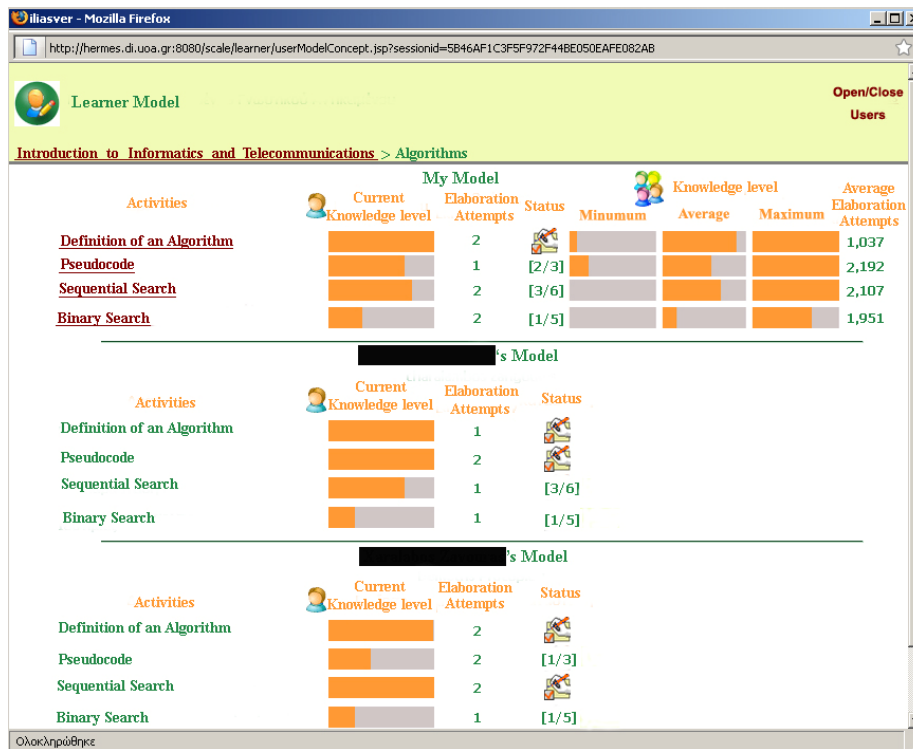 iliasver - Mozilla Firefox
http://hermes.di.uoa.gr:8080/scale/learner/userModelConcept.jsp?sessionid=5B46AF1C3F5F972F44BE050EAFE082AB
Learner Model
Open/Close
Users
Introduction to Informatics and Telecommunications > Algorithms
My Model
Activities
Current
Knowledge level
Elaboration
Attempts
Status
Knowledge level
Minumum
Average
Maximum
Average
Elaboration
Attempts
Definition of an Algorithm 2 1,037
Pseudocode 1 [2/3] 2,192
Sequential Search 2 [3/6] 2,107
Binary Search 2 [1/5] 1,951
's Model
Activities
Current
Knowledge level
Elaboration
Attempts
Status
Definition of an Algorithm 1
Pseudocode 2
Sequential Search 1 [3/6]
Binary Search 1 [1/5]
's Model
Activities
Current
Knowledge level
Elaboration
Attempts
Status
Definition of an Algorithm 2
Pseudocode 2 [1/3]
Sequential Search 2
Binary Search 1 [1/5]
Ολοκληρώθηκε